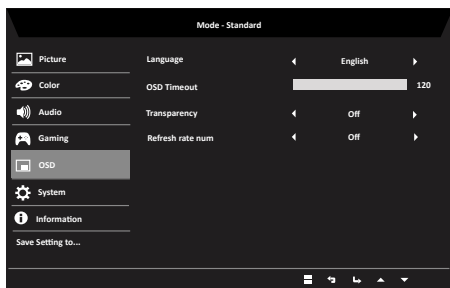 Mode - Standard
Picture
Color
Audio
Gaming
OSD
System
Information
Save Setting to...
Language English
OSD Timeout 120
Transparency Off
Refresh rate num Off